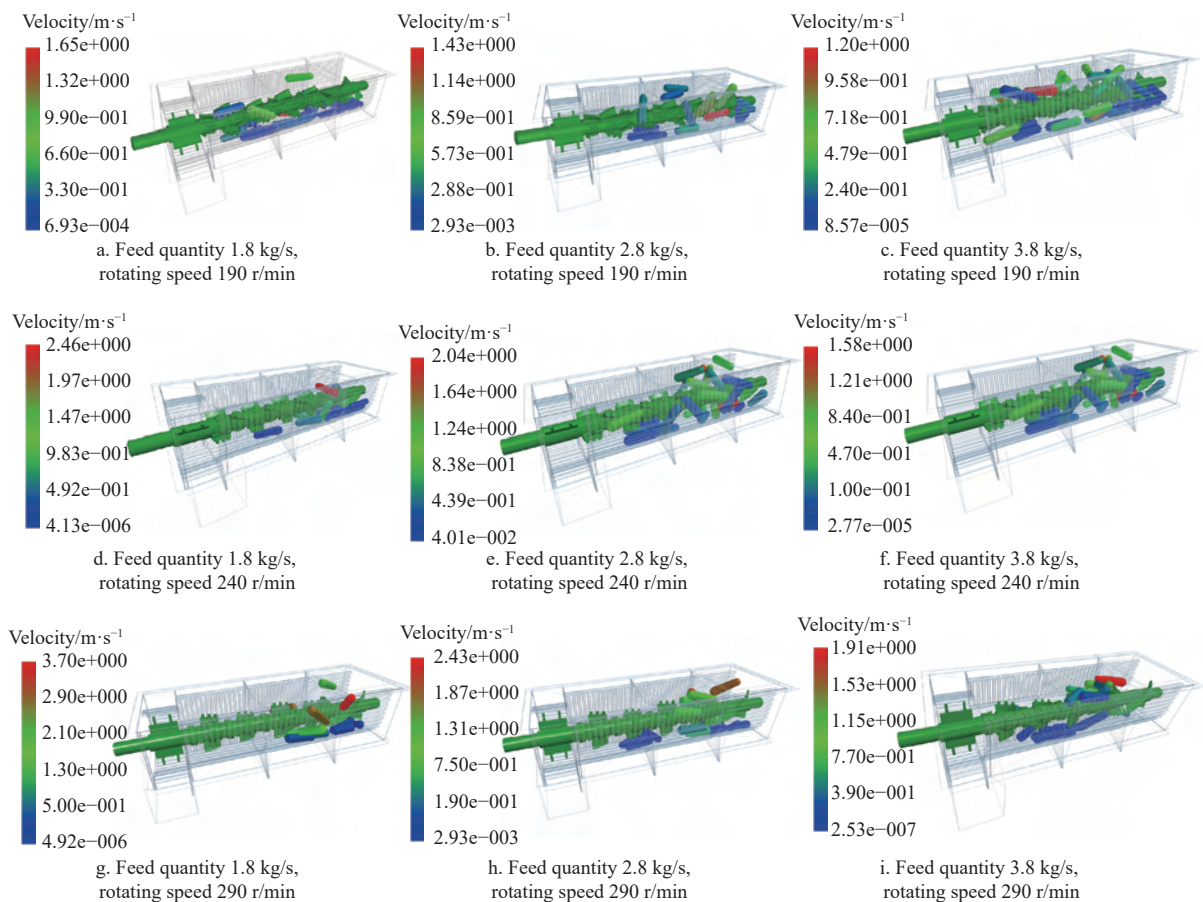 Velocity/m·s⁻¹
1.65e+000
1.32e+000
9.90e−001
6.60e−001
3.30e−001
6.93e−004
a. Feed quantity 1.8 kg/s,
rotating speed 190 r/min
Velocity/m·s⁻¹
1.43e+000
1.14e+000
8.59e−001
5.73e−001
2.88e−001
2.93e−003
b. Feed quantity 2.8 kg/s,
rotating speed 190 r/min
Velocity/m·s⁻¹
1.20e+000
9.58e−001
7.18e−001
4.79e−001
2.40e−001
8.57e−005
c. Feed quantity 3.8 kg/s,
rotating speed 190 r/min
Velocity/m·s⁻¹
2.46e+000
1.97e+000
1.47e+000
9.83e−001
4.92e−001
4.13e−006
d. Feed quantity 1.8 kg/s,
rotating speed 240 r/min
Velocity/m·s⁻¹
2.04e+000
1.64e+000
1.24e+000
8.38e−001
4.39e−001
4.01e−002
e. Feed quantity 2.8 kg/s,
rotating speed 240 r/min
Velocity/m·s⁻¹
1.58e+000
1.21e+000
8.40e−001
4.70e−001
1.00e−001
2.77e−005
f. Feed quantity 3.8 kg/s,
rotating speed 240 r/min
Velocity/m·s⁻¹
3.70e+000
2.90e+000
2.10e+000
1.30e+000
5.00e−001
4.92e−006
g. Feed quantity 1.8 kg/s,
rotating speed 290 r/min
Velocity/m·s⁻¹
2.43e+000
1.87e+000
1.31e+000
7.50e−001
1.90e−001
2.93e−003
h. Feed quantity 2.8 kg/s,
rotating speed 290 r/min
Velocity/m·s⁻¹
1.91e+000
1.53e+000
1.15e+000
7.70e−001
3.90e−001
2.53e−007
i. Feed quantity 3.8 kg/s,
rotating speed 290 r/min